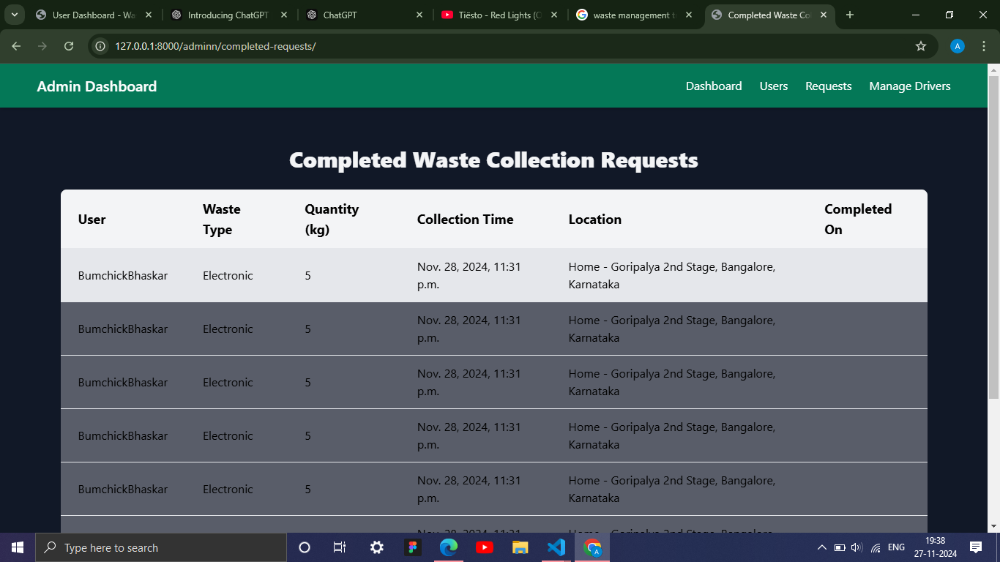 User Dashboard - Wa
Introducing ChatGPT
ChatGPT
Tiësto - Red Lights (O
waste management t
Completed Waste Co
127.0.0.1:8000/adminn/completed-requests/
A
Admin Dashboard
Dashboard
Users
Requests
Manage Drivers
Completed Waste Collection Requests
User
Waste
Type
Quantity
(kg)
Collection Time
Location
Completed
On
BumchickBhaskar
Electronic
5
Nov. 28, 2024, 11:31
p.m.
Home - Goripalya 2nd Stage, Bangalore,
Karnataka
BumchickBhaskar
Electronic
5
Nov. 28, 2024, 11:31
p.m.
Home - Goripalya 2nd Stage, Bangalore,
Karnataka
BumchickBhaskar
Electronic
5
Nov. 28, 2024, 11:31
p.m.
Home - Goripalya 2nd Stage, Bangalore,
Karnataka
BumchickBhaskar
Electronic
5
Nov. 28, 2024, 11:31
p.m.
Home - Goripalya 2nd Stage, Bangalore,
Karnataka
BumchickBhaskar
Electronic
5
Nov. 28, 2024, 11:31
p.m.
Home - Goripalya 2nd Stage, Bangalore,
Karnataka
Type here to search
A
ENG
19:38
27-11-2024